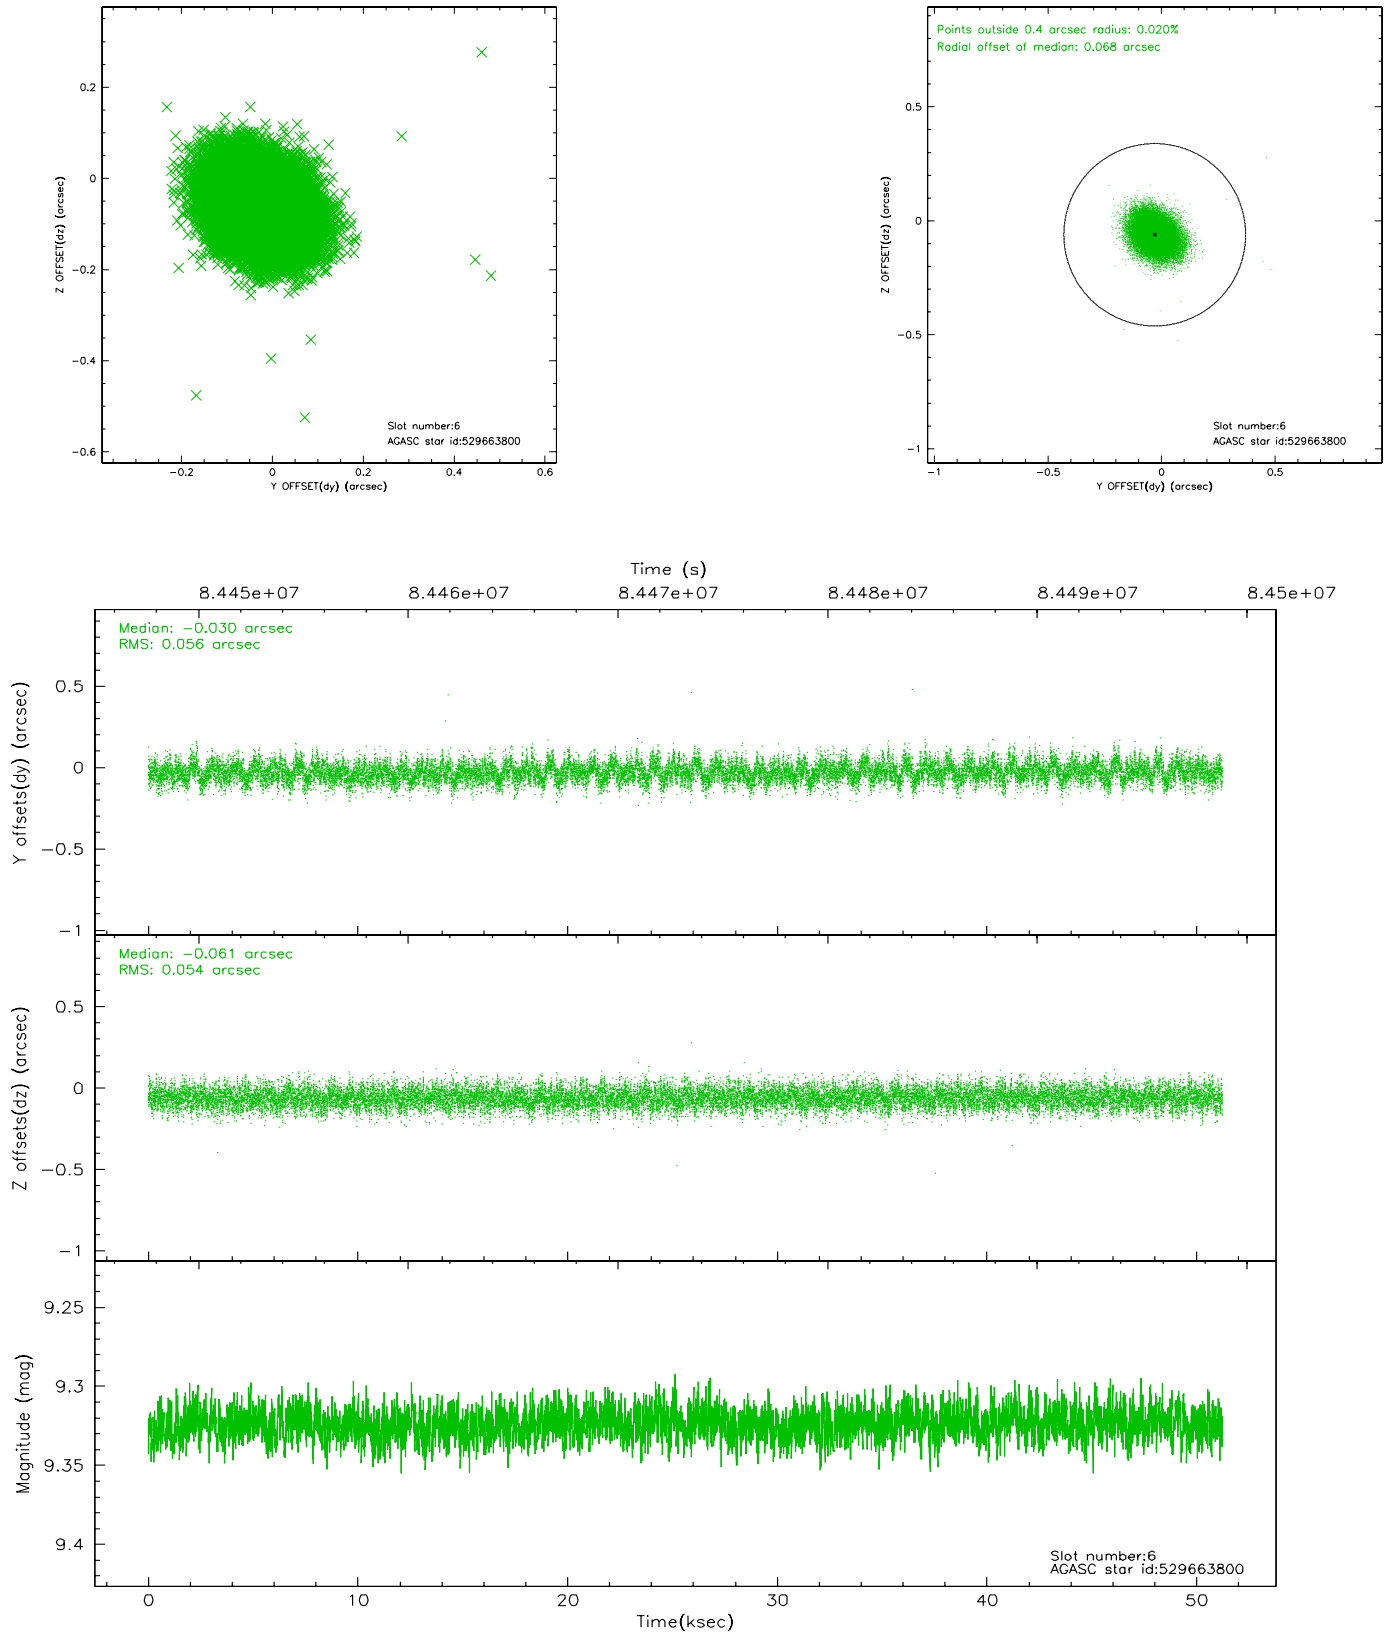 0.2
0
-0.2
-0.4
-0.6
Z OFFSET(dz) (arcsec)
Slot number:6
AGASC star id:529663800
-0.2 0 0.2 0.4 0.6
Y OFFSET(dy) (arcsec)
Points outside 0.4 arcsec radius: 0.020%
Radial offset of median: 0.068 arcsec
0.5
0
-0.5
-1
Z OFFSET(dz) (arcsec)
Slot number:6
AGASC star id:529663800
-1 -0.5 0 0.5
Y OFFSET(dy) (arcsec)
Time (s)
8.445e+07 8.446e+07 8.447e+07 8.448e+07 8.449e+07 8.45e+07
Median: -0.030 arcsec
RMS: 0.056 arcsec
0.5
0
-0.5
-1
Y offsets(dy) (arcsec)
Median: -0.061 arcsec
RMS: 0.054 arcsec
0.5
0
-0.5
-1
Z offsets(dz) (arcsec)
9.25
9.3
9.35
9.4
Magnitude (mag)
Slot number:6
AGASC star id:529663800
0 10 20 30 40 50
Time(ksec)